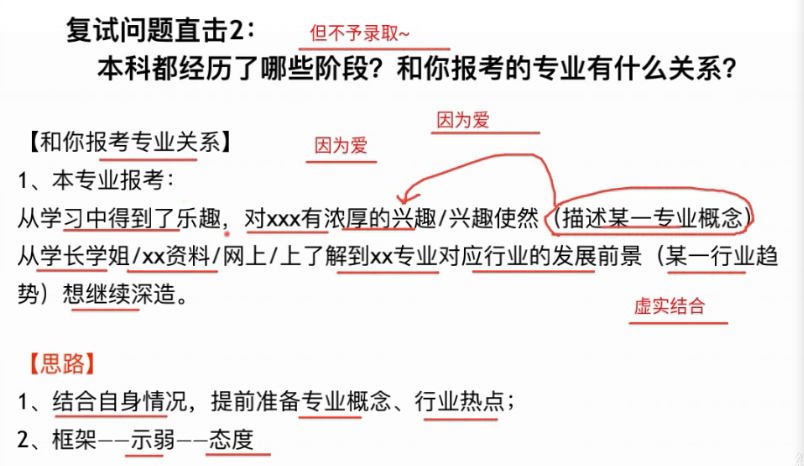 复试问题直击2：
但不予录取~
本科都经历了哪些阶段？和你报考的专业有什么关系？
因为爱
【和你报考专业关系】
因为爱
1、本专业报考：
从学习中得到了乐趣，对xxx有浓厚的兴趣/兴趣使然（描述某一专业概念）
从学长学姐/xx资料/网上/上了解到xx专业对应行业的发展前景（某一行业趋
势）想继续深造。
虚实结合
【思路】
1、结合自身情况，提前准备专业概念、行业热点；
2、框架——示弱——态度